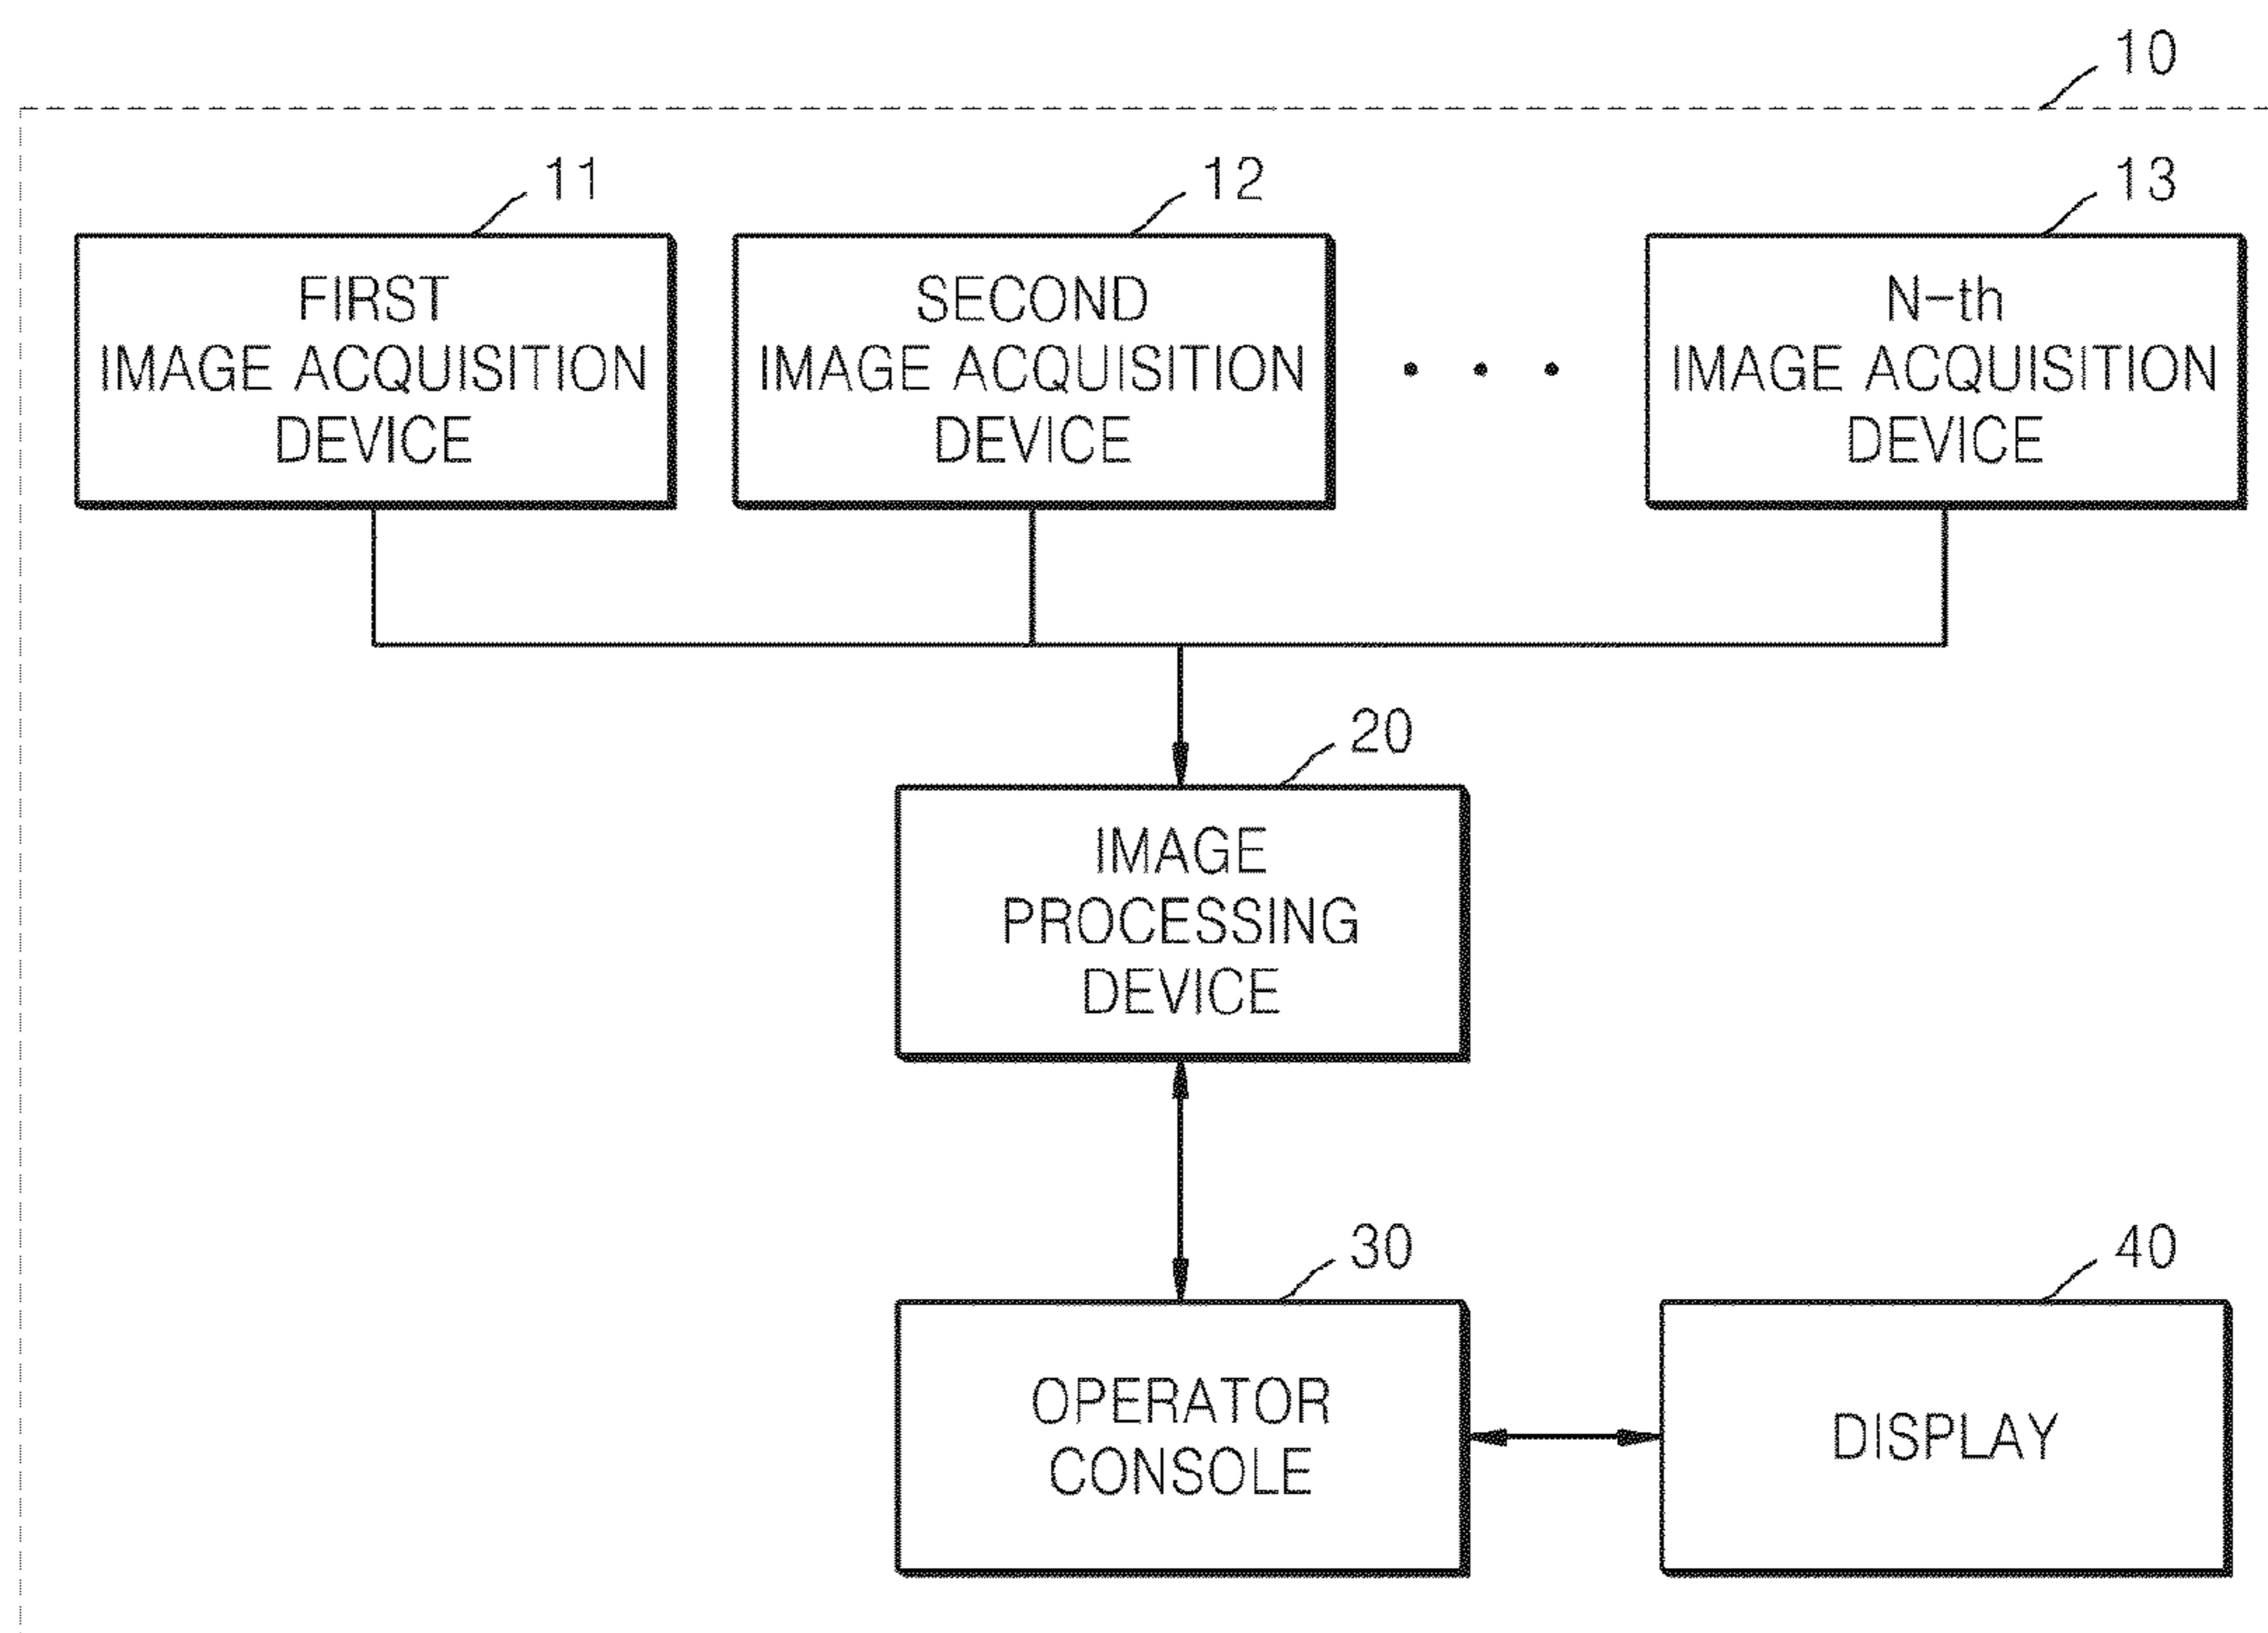 10
11
12
13
FIRST
IMAGE ACQUISITION
DEVICE
SECOND
IMAGE ACQUISITION
DEVICE
N-th
IMAGE ACQUISITION
DEVICE
20
IMAGE
PROCESSING
DEVICE
30
40
OPERATOR
CONSOLE
DISPLAY